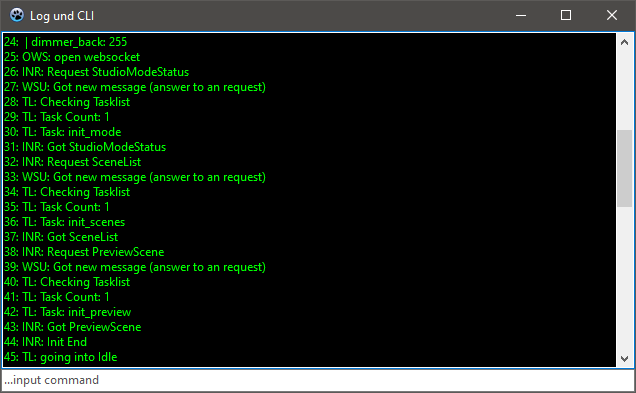 Log und CLI
24: | dimmer_back: 255
25: OWS: open websocket
26: INR: Request StudioModeStatus
27: WSU: Got new message (answer to an request)
28: TL: Checking Tasklist
29: TL: Task Count: 1
30: TL: Task: init_mode
31: INR: Got StudioModeStatus
32: INR: Request SceneList
33: WSU: Got new message (answer to an request)
34: TL: Checking Tasklist
35: TL: Task Count: 1
36: TL: Task: init_scenes
37: INR: Got SceneList
38: INR: Request PreviewScene
39: WSU: Got new message (answer to an request)
40: TL: Checking Tasklist
41: TL: Task Count: 1
42: TL: Task: init_preview
43: INR: Got PreviewScene
44: INR: Init End
45: TL: going into Idle
...input command